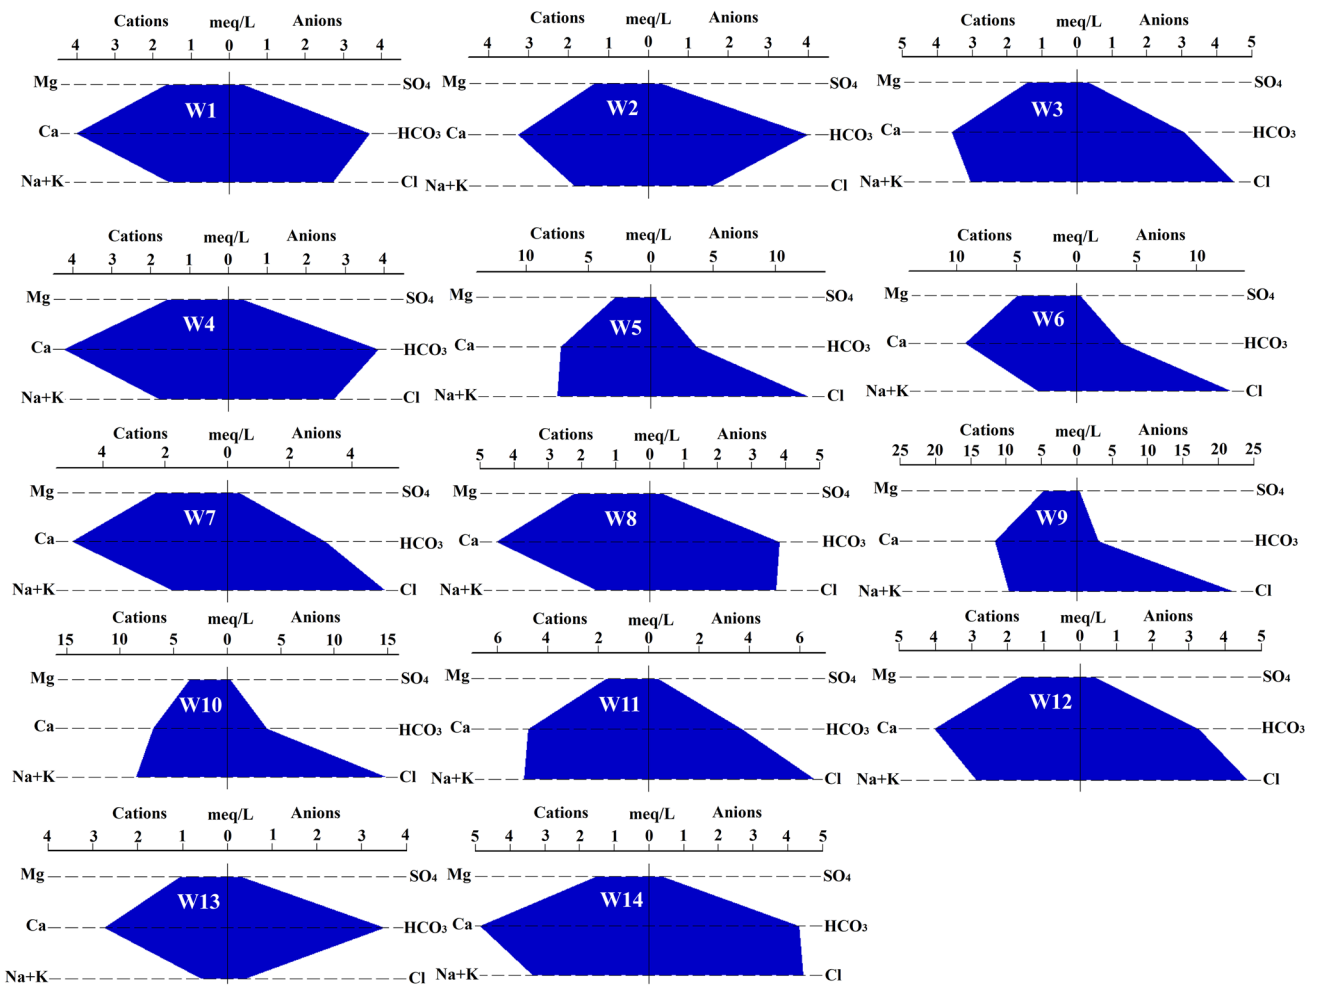 Cations meq/L Anions
4 3 2 1 0 1 2 3 4
Mg SO₄
W1
Ca HCO₃
Na+K Cl
Cations meq/L Anions
4 3 2 1 0 1 2 3 4
Mg SO₄
W2
Ca HCO₃
Na+K Cl
Cations meq/L Anions
5 4 3 2 1 0 1 2 3 4 5
Mg SO₄
W3
Ca HCO₃
Na+K Cl
Cations meq/L Anions
4 3 2 1 0 1 2 3 4
Mg SO₄
W4
Ca HCO₃
Na+K Cl
Cations meq/L Anions
10 5 0 5 10
Mg SO₄
W5
Ca HCO₃
Na+K Cl
Cations meq/L Anions
10 5 0 5 10
Mg SO₄
W6
Ca HCO₃
Na+K Cl
Cations meq/L Anions
4 2 0 2 4
Mg SO₄
W7
Ca HCO₃
Na+K Cl
Cations meq/L Anions
5 4 3 2 1 0 1 2 3 4 5
Mg SO₄
W8
Ca HCO₃
Na+K Cl
Cations meq/L Anions
25 20 15 10 5 0 5 10 15 20 25
Mg SO₄
W9
Ca HCO₃
Na+K Cl
Cations meq/L Anions
15 10 5 0 5 10 15
Mg SO₄
W10
Ca HCO₃
Na+K Cl
Cations meq/L Anions
6 4 2 0 2 4 6
Mg SO₄
W11
Ca HCO₃
Na+K Cl
Cations meq/L Anions
5 4 3 2 1 0 1 2 3 4 5
Mg SO₄
W12
Ca HCO₃
Na+K Cl
Cations meq/L Anions
4 3 2 1 0 1 2 3 4
Mg SO₄
W13
Ca HCO₃
Na+K Cl
Cations meq/L Anions
5 4 3 2 1 0 1 2 3 4 5
Mg SO₄
W14
Ca HCO₃
Na+K Cl